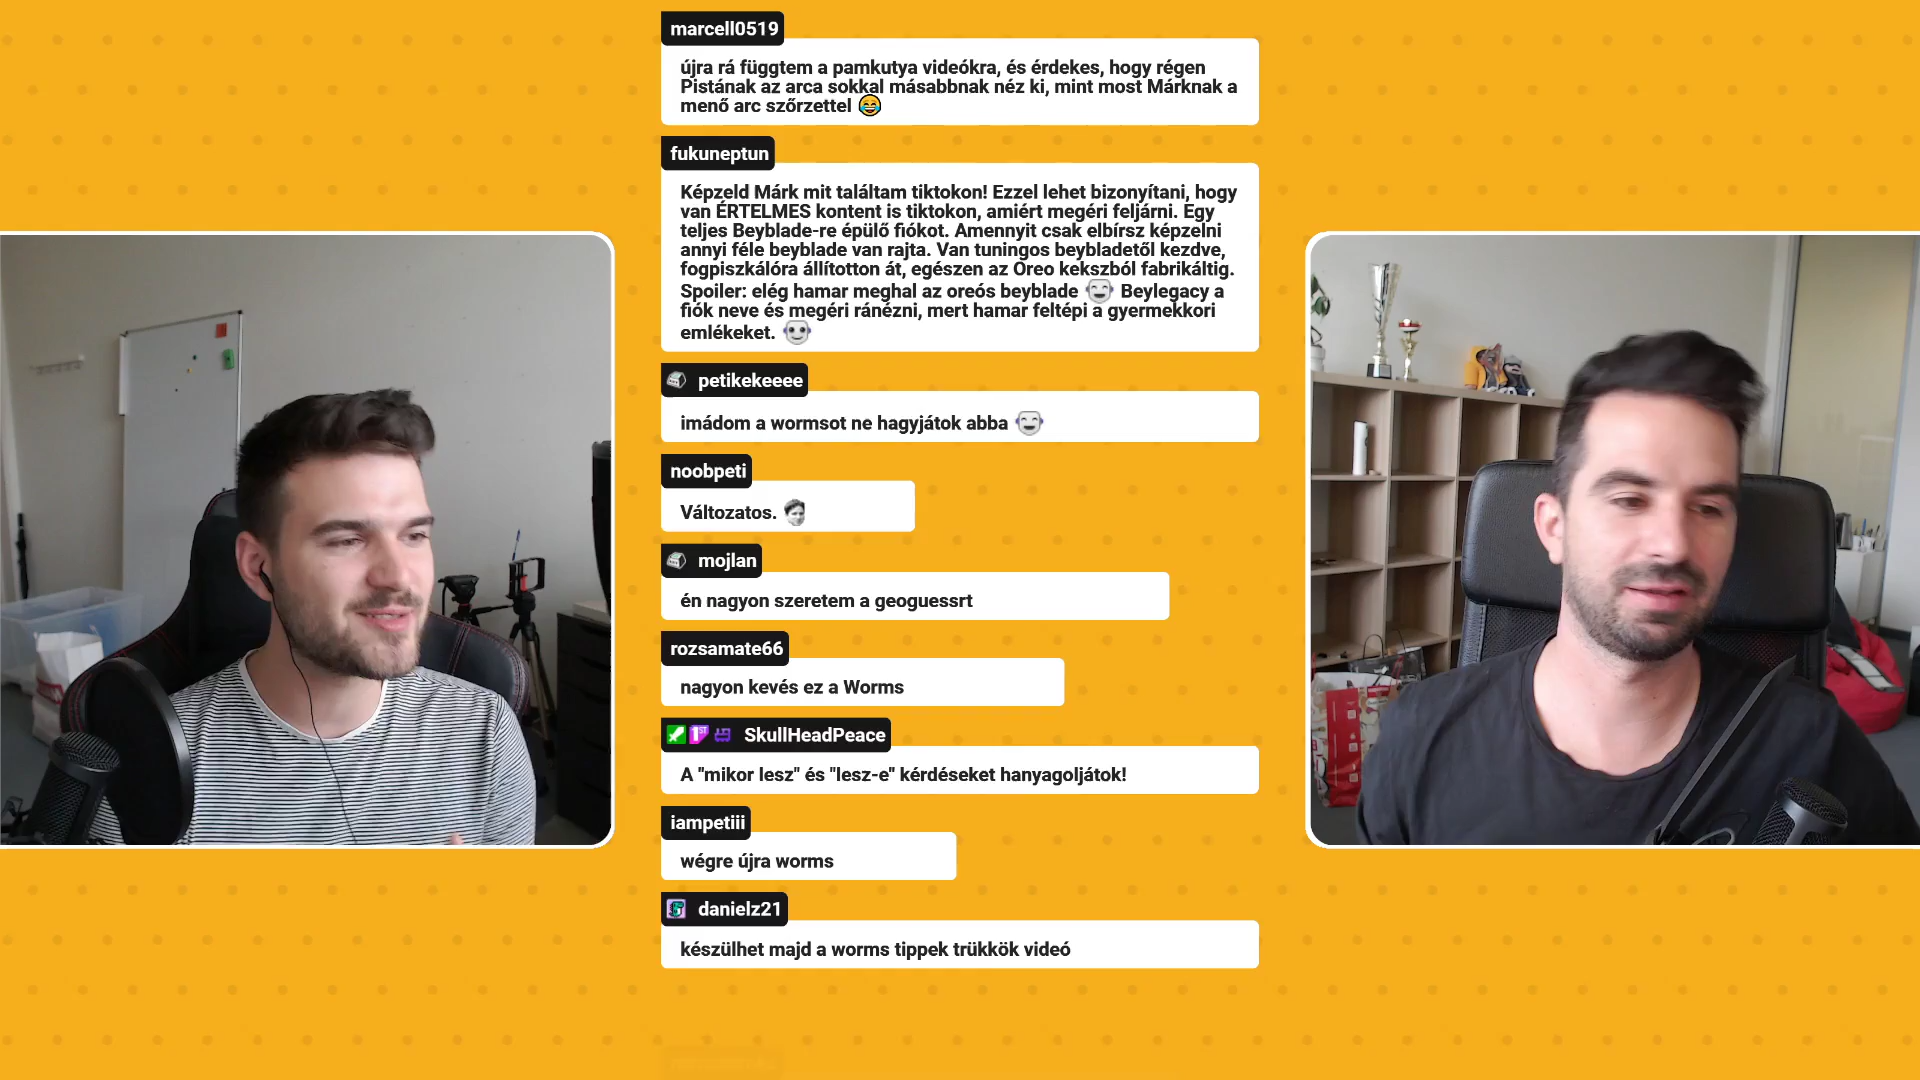 marcell0519
újra rá függtem a pamkutya videókra, és érdekes, hogy régen
Pistának az arca sokkal másabbnak néz ki, mint most Márknak a
menő arc szőrzettel 😂
fukuneptun
Képzeld Márk mit találtam tiktokon! Ezzel lehet bizonyítani, hogy
van ÉRTELMES kontent is tiktokon, amiért megéri feljárni. Egy
teljes Beyblade-re épülő fiókot. Amennyit csak elbírsz képzelni
annyi féle beyblade van rajta. Van tuningos beybladetől kezdve,
fogpiszkálóra állítotton át, egészen az Oreo kekszból fabrikáltig.
Spoiler: elég hamar meghal az oreós beyblade Beylegacy a
fiók neve és megéri ránézni, mert hamar feltépi a gyermekkori
emlékeket.
petikekeeee
imádom a wormsot ne hagyjátok abba
noobpeti
Változatos.
mojlan
én nagyon szeretem a geoguessrt
rozsamate66
nagyon kevés ez a Worms
SkullHeadPeace
A "mikor lesz" és "lesz-e" kérdéseket hanyagoljátok!
iampetiii
wégre újra worms
danielz21
készülhet majd a worms tippek trükkök videó